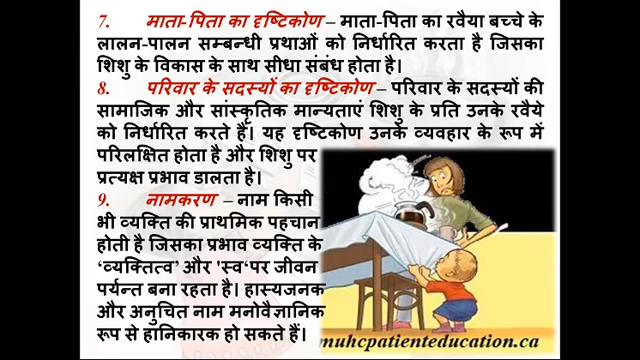 7. माता-पिता का दृष्टिकोण – माता-पिता का रवैया बच्चे के
लालन-पालन सम्बन्धी प्रथाओं को निर्धारित करता है जिसका
शिशु के विकास के साथ सीधा संबंध होता है।
8. परिवार के सदस्यों का दृष्टिकोण – परिवार के सदस्यों की
सामाजिक और सांस्कृतिक मान्यताएं शिशु के प्रति उनके रवैये
को निर्धारित करते हैं। यह दृष्टिकोण उनके व्यवहार के रूप में
परिलक्षित होता है और शिशु पर
प्रत्यक्ष प्रभाव डालता है।
9. नामकरण – नाम किसी
भी व्यक्ति की प्राथमिक पहचान
होती है जिसका प्रभाव व्यक्ति के
‘व्यक्तित्व’ और 'स्व‘पर जीवन
पर्यन्त बना रहता है। हास्यजनक
और अनुचित नाम मनोवैज्ञानिक
रूप से हानिकारक हो सकते हैं।
muhcpatienteducation.ca